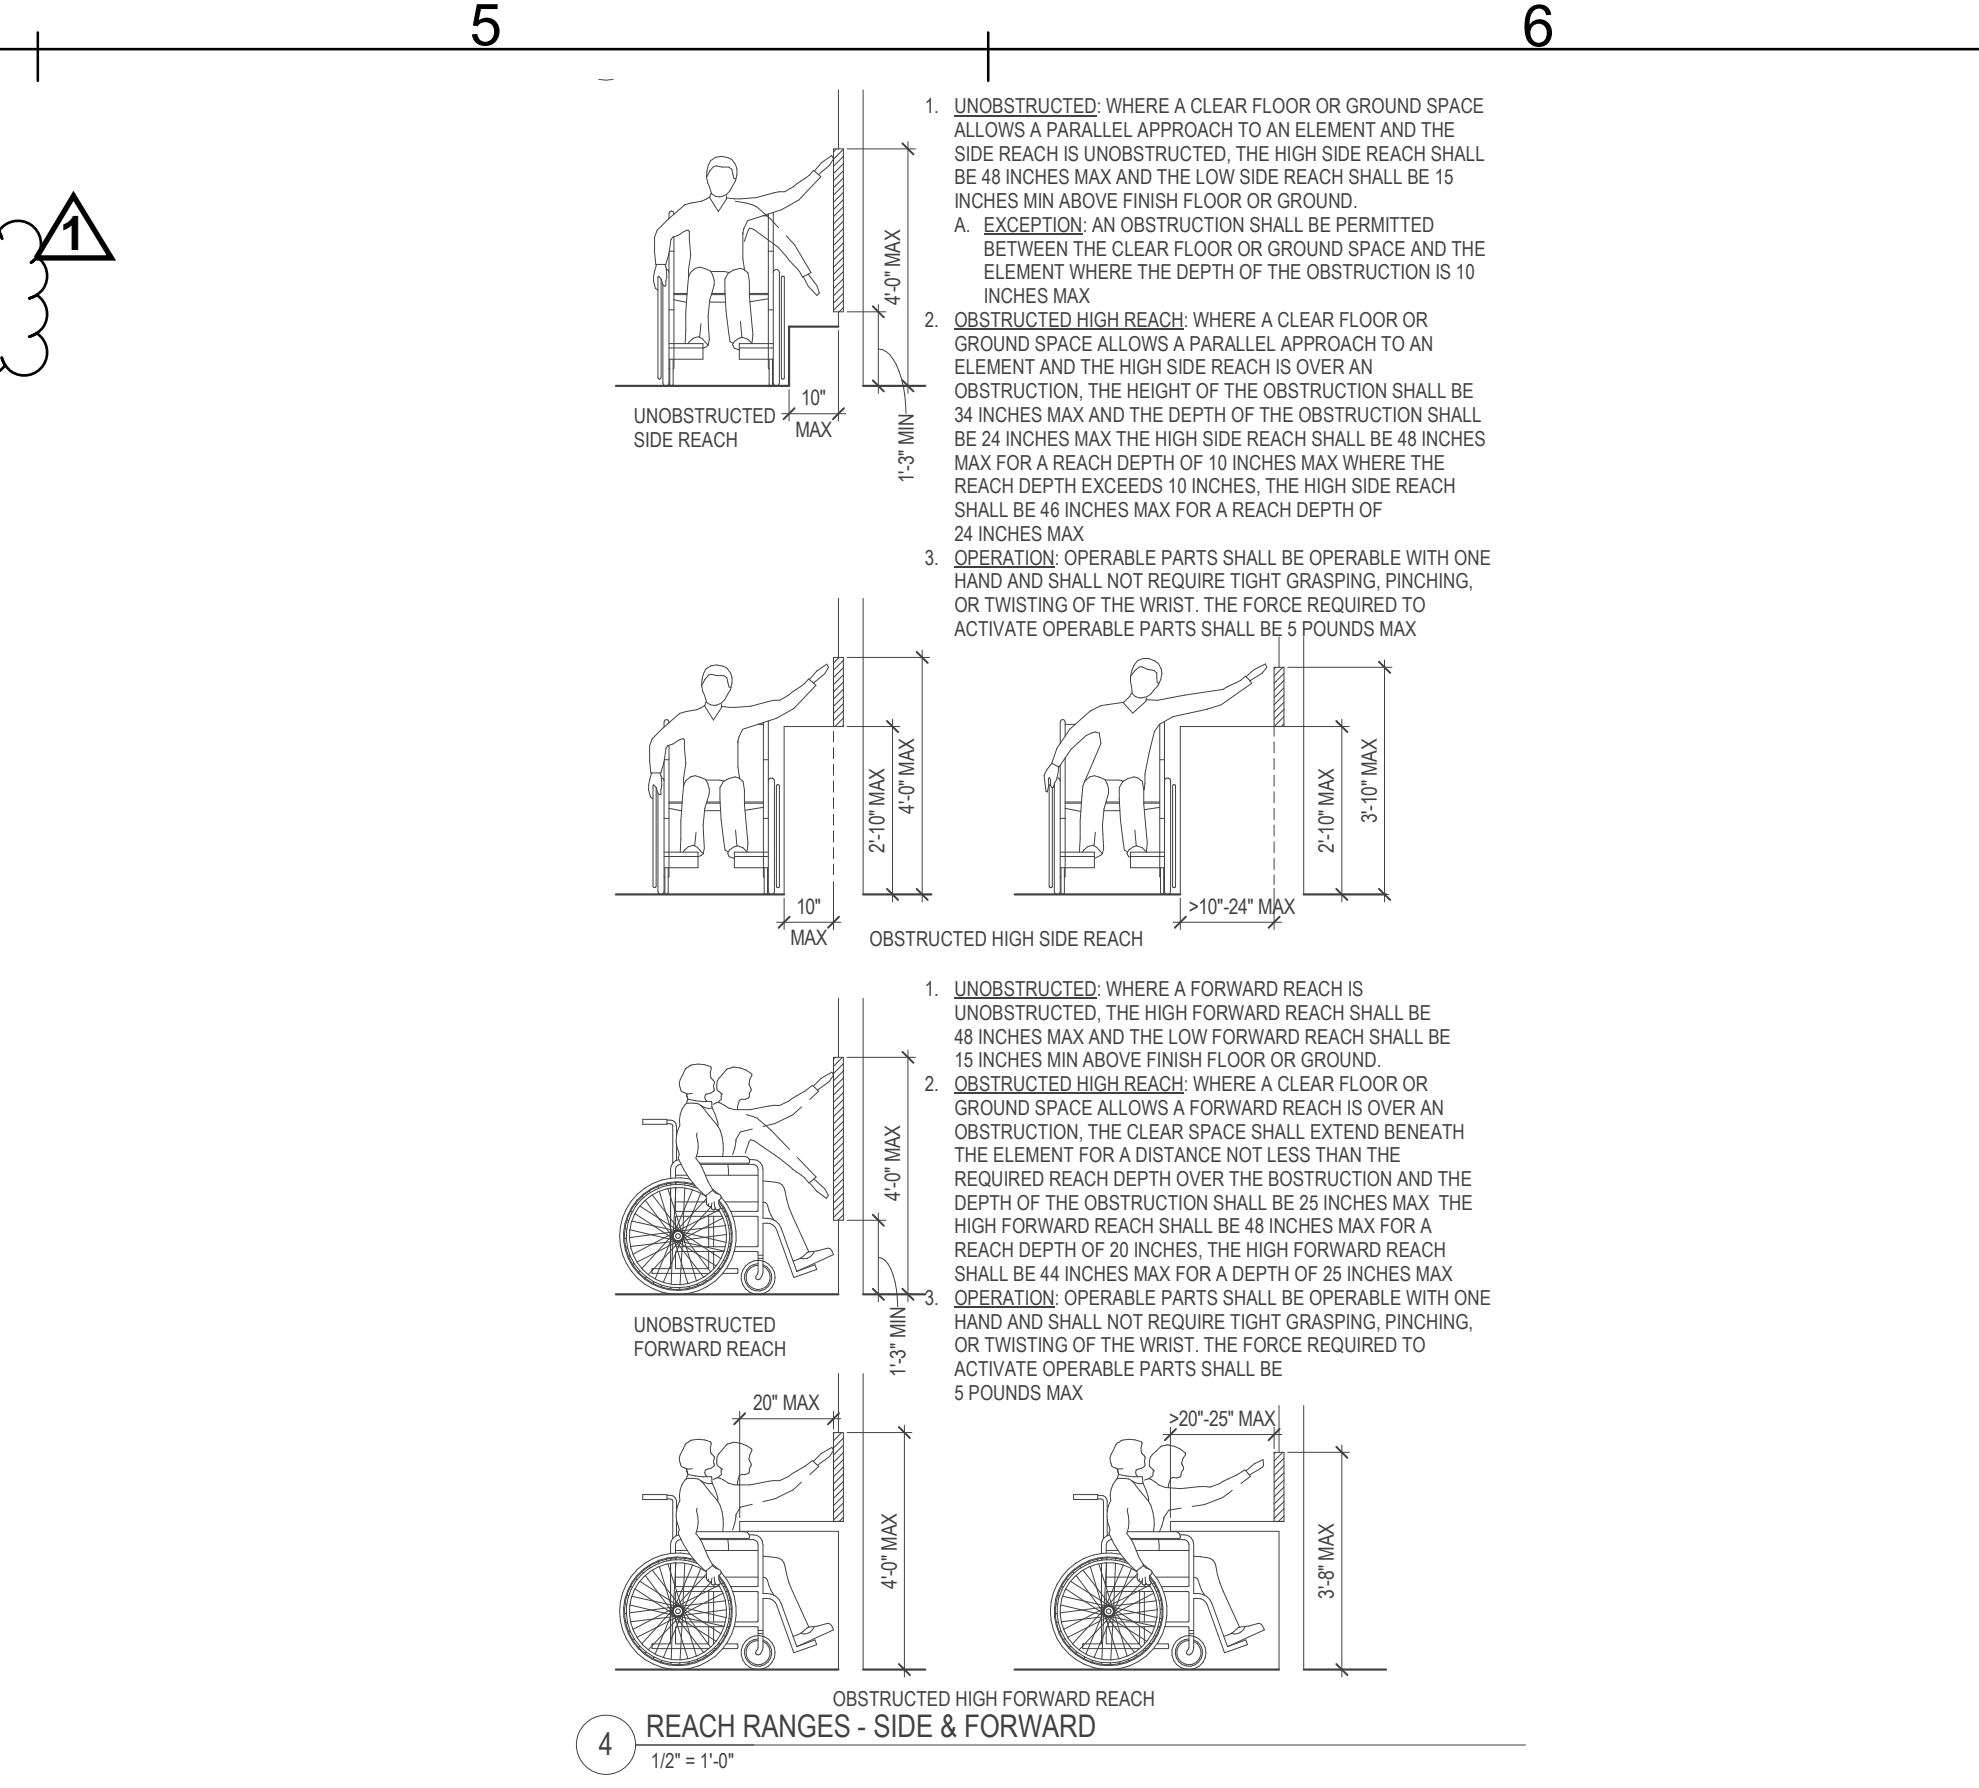 5
6
1
1. UNOBSTRUCTED: WHERE A CLEAR FLOOR OR GROUND SPACE
ALLOWS A PARALLEL APPROACH TO AN ELEMENT AND THE
SIDE REACH IS UNOBSTRUCTED, THE HIGH SIDE REACH SHALL
BE 48 INCHES MAX AND THE LOW SIDE REACH SHALL BE 15
INCHES MIN ABOVE FINISH FLOOR OR GROUND.
A. EXCEPTION: AN OBSTRUCTION SHALL BE PERMITTED
BETWEEN THE CLEAR FLOOR OR GROUND SPACE AND THE
ELEMENT WHERE THE DEPTH OF THE OBSTRUCTION IS 10
INCHES MAX
2. OBSTRUCTED HIGH REACH: WHERE A CLEAR FLOOR OR
GROUND SPACE ALLOWS A PARALLEL APPROACH TO AN
ELEMENT AND THE HIGH SIDE REACH IS OVER AN
OBSTRUCTION, THE HEIGHT OF THE OBSTRUCTION SHALL BE
34 INCHES MAX AND THE DEPTH OF THE OBSTRUCTION SHALL
BE 24 INCHES MAX THE HIGH SIDE REACH SHALL BE 48 INCHES
MAX FOR A REACH DEPTH OF 10 INCHES MAX WHERE THE
REACH DEPTH EXCEEDS 10 INCHES, THE HIGH SIDE REACH
SHALL BE 46 INCHES MAX FOR A REACH DEPTH OF
24 INCHES MAX
3. OPERATION: OPERABLE PARTS SHALL BE OPERABLE WITH ONE
HAND AND SHALL NOT REQUIRE TIGHT GRASPING, PINCHING,
OR TWISTING OF THE WRIST. THE FORCE REQUIRED TO
ACTIVATE OPERABLE PARTS SHALL BE 5 POUNDS MAX
4'-0" MAX
1'-3" MIN
10"
MAX
UNOBSTRUCTED
SIDE REACH
2'-10" MAX
4'-0" MAX
10"
MAX
2'-10" MAX
3'-10" MAX
>10"-24" MAX
OBSTRUCTED HIGH SIDE REACH
1. UNOBSTRUCTED: WHERE A FORWARD REACH IS
UNOBSTRUCTED, THE HIGH FORWARD REACH SHALL BE
48 INCHES MAX AND THE LOW FORWARD REACH SHALL BE
15 INCHES MIN ABOVE FINISH FLOOR OR GROUND.
2. OBSTRUCTED HIGH REACH: WHERE A CLEAR FLOOR OR
GROUND SPACE ALLOWS A FORWARD REACH IS OVER AN
OBSTRUCTION, THE CLEAR SPACE SHALL EXTEND BENEATH
THE ELEMENT FOR A DISTANCE NOT LESS THAN THE
REQUIRED REACH DEPTH OVER THE BOSTRUCTION AND THE
DEPTH OF THE OBSTRUCTION SHALL BE 25 INCHES MAX THE
HIGH FORWARD REACH SHALL BE 48 INCHES MAX FOR A
REACH DEPTH OF 20 INCHES, THE HIGH FORWARD REACH
SHALL BE 44 INCHES MAX FOR A DEPTH OF 25 INCHES MAX
3. OPERATION: OPERABLE PARTS SHALL BE OPERABLE WITH ONE
HAND AND SHALL NOT REQUIRE TIGHT GRASPING, PINCHING,
OR TWISTING OF THE WRIST. THE FORCE REQUIRED TO
ACTIVATE OPERABLE PARTS SHALL BE
5 POUNDS MAX
4'-0" MAX
1'-3" MIN
UNOBSTRUCTED
FORWARD REACH
20" MAX
4'-0" MAX
>20"-25" MAX
3'-8" MAX
OBSTRUCTED HIGH FORWARD REACH
4
REACH RANGES - SIDE & FORWARD
1/2" = 1'-0"